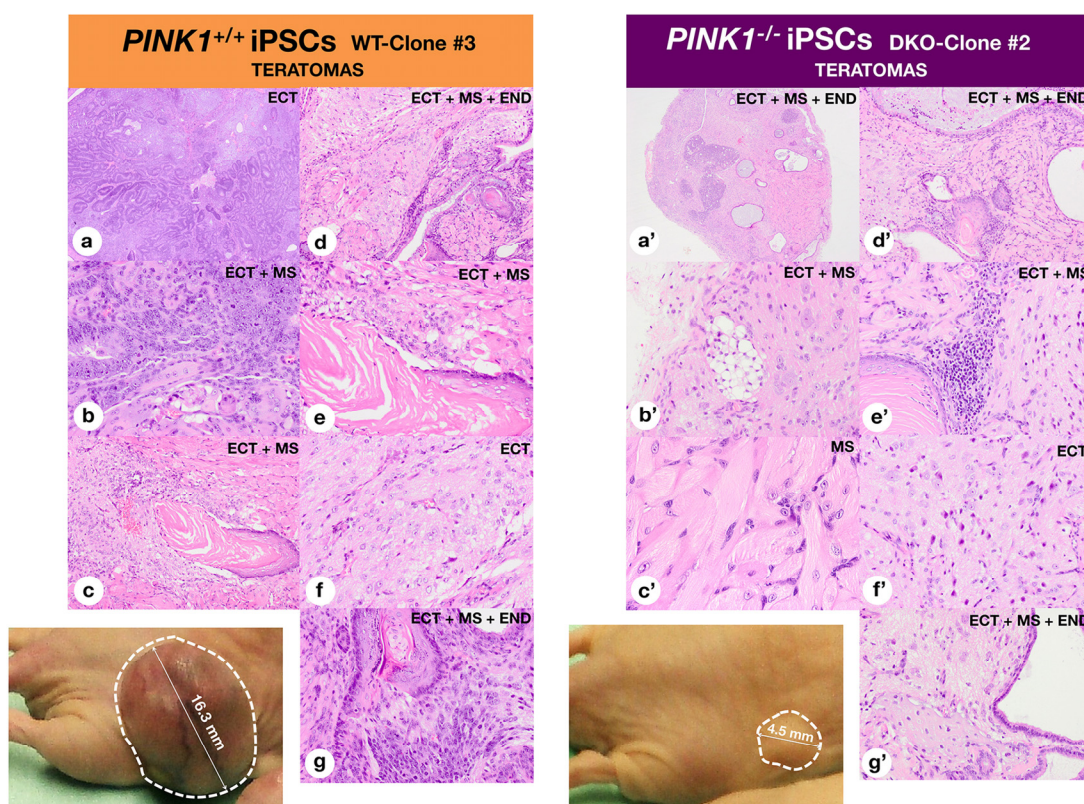 PINK1+/+ iPSCs WT-Clone #3
TERATOMAS
ECT
a
ECT + MS + END
d
ECT + MS
b
ECT + MS
e
ECT + MS
c
ECT
f
16.3 mm
ECT + MS + END
g
PINK1-/- iPSCs DKO-Clone #2
TERATOMAS
ECT + MS + END
a’
ECT + MS + END
d’
ECT + MS
b’
ECT + MS
e’
MS
c’
ECT
f’
4.5 mm
ECT + MS + END
g’